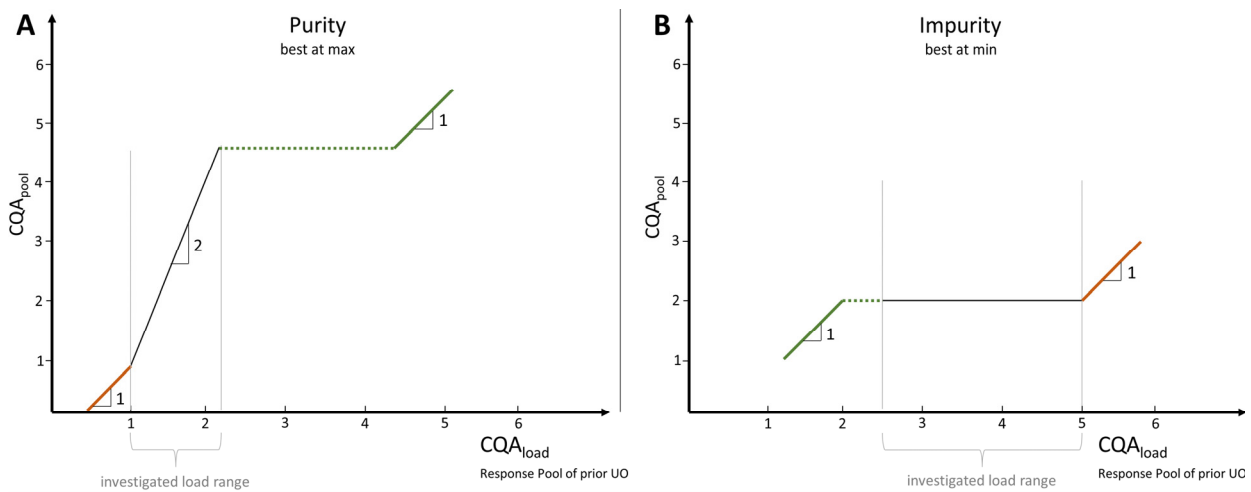 A
Purity
best at max
CQApool
6
5
4
3
2
1
1
2
1
1
2
3
4
5
6
CQAload
Response Pool of prior UO
investigated load range
B
Impurity
best at min
CQApool
6
5
4
3
2
1
1
1
1
2
3
4
5
6
CQAload
Response Pool of prior UO
investigated load range